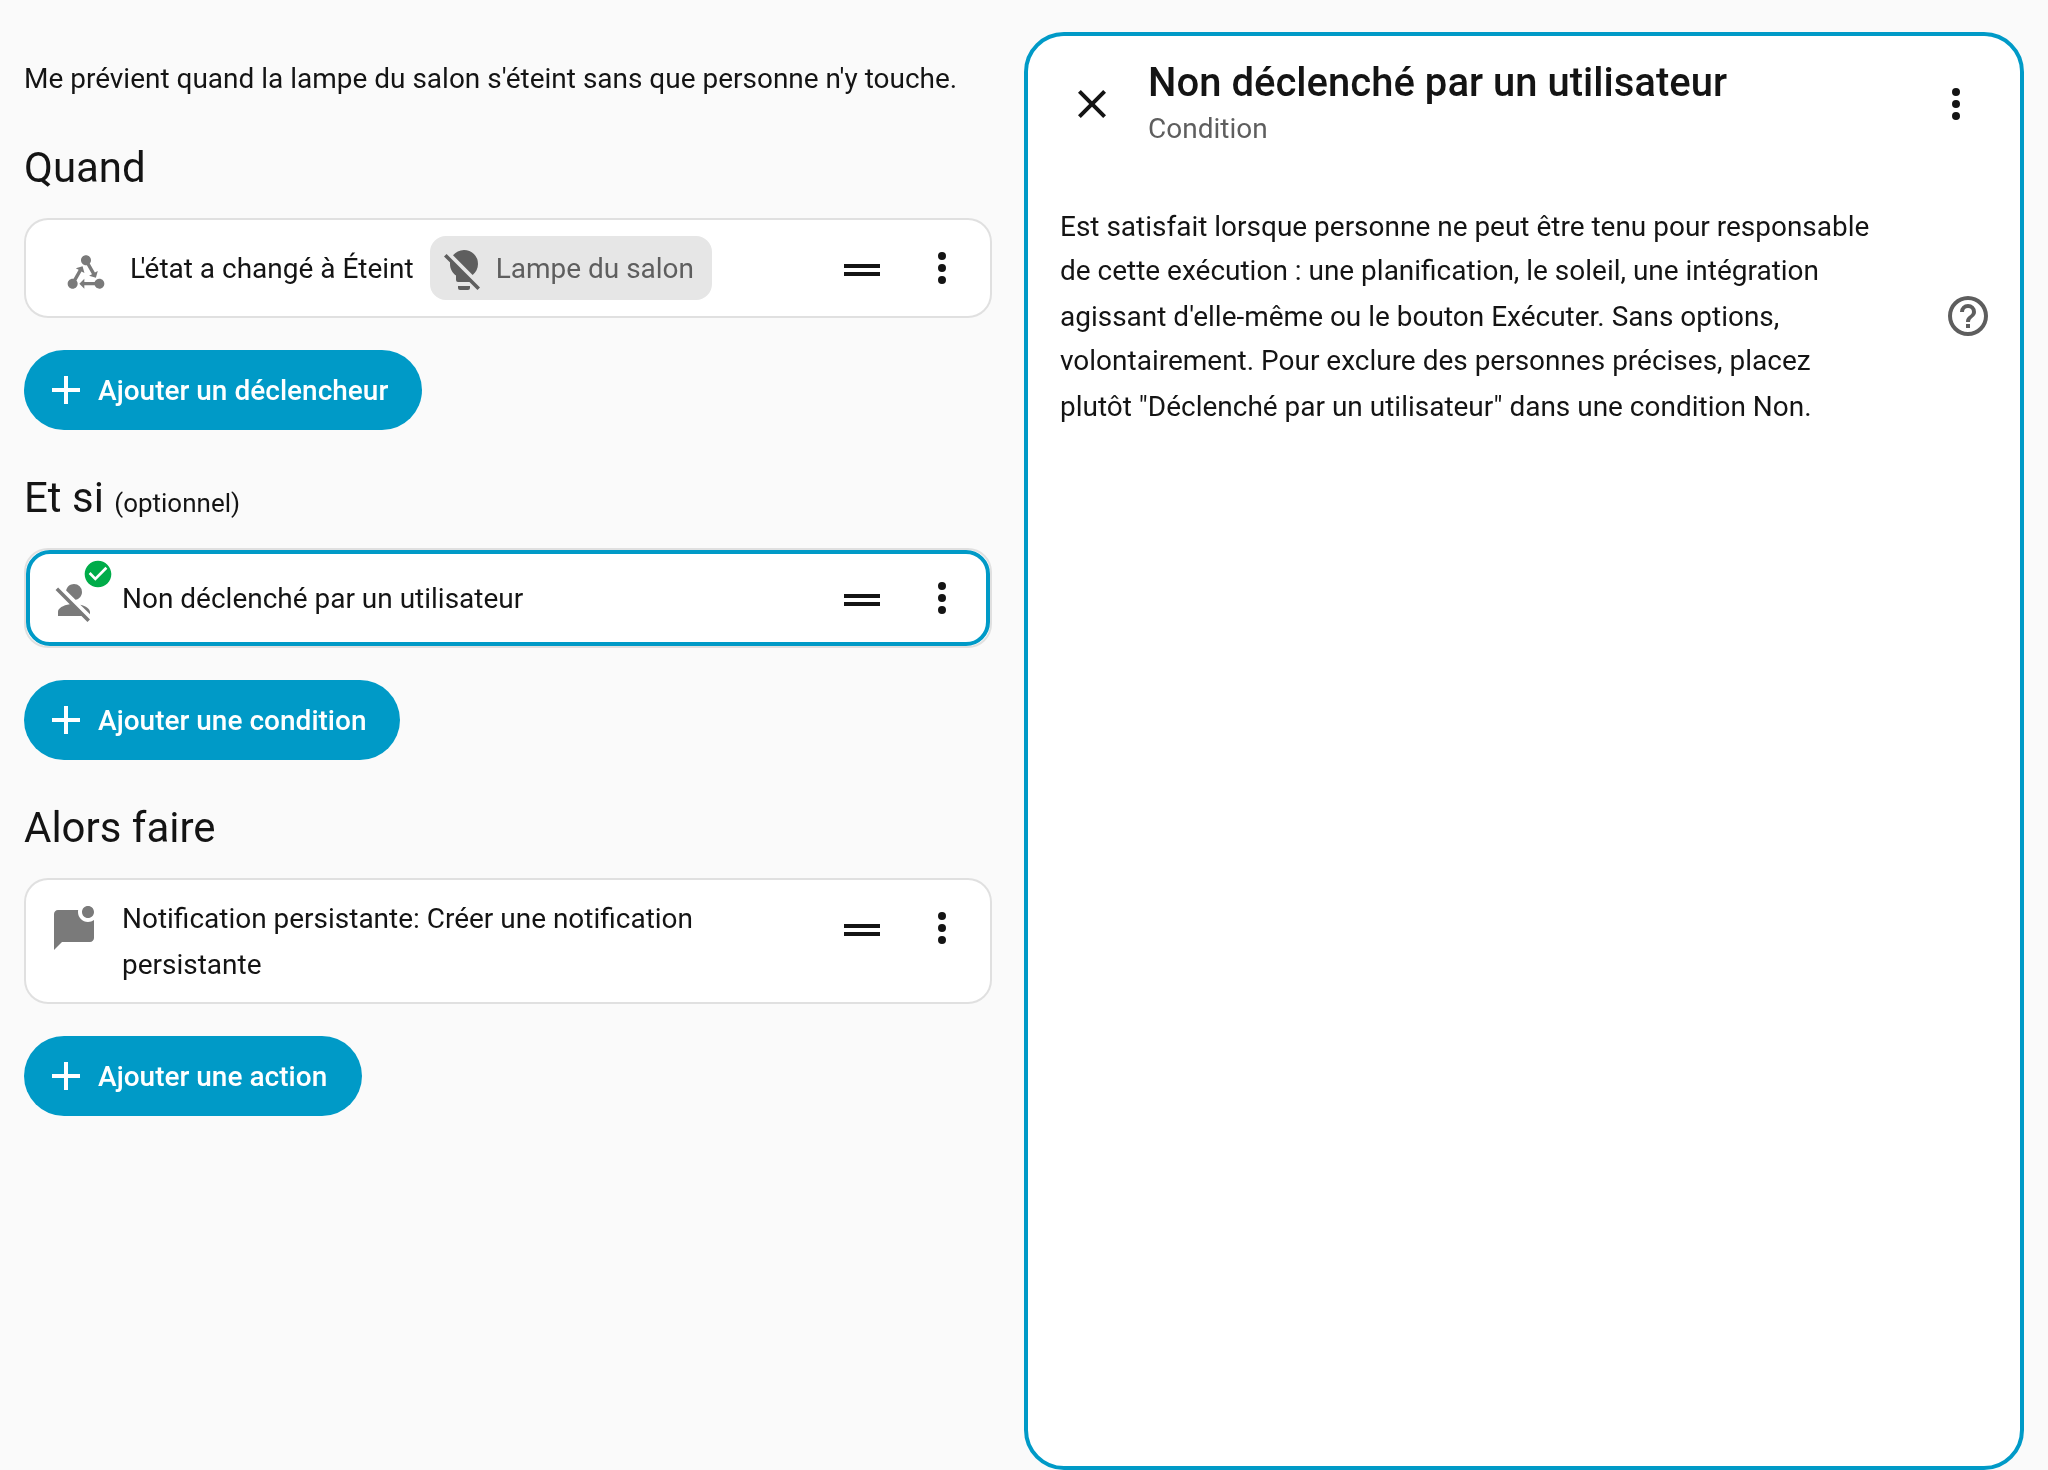 Me prévient quand la lampe du salon s'éteint sans que personne n'y touche.
Quand
L'état a changé à Éteint Lampe du salon
Ajouter un déclencheur
Et si (optionnel)
Non déclenché par un utilisateur
Ajouter une condition
Alors faire
Notification persistante: Créer une notification
persistante
Ajouter une action
Non déclenché par un utilisateur
Condition
Est satisfait lorsque personne ne peut être tenu pour responsable
de cette exécution : une planification, le soleil, une intégration
agissant d'elle-même ou le bouton Exécuter. Sans options,
volontairement. Pour exclure des personnes précises, placez
plutôt "Déclenché par un utilisateur" dans une condition Non.